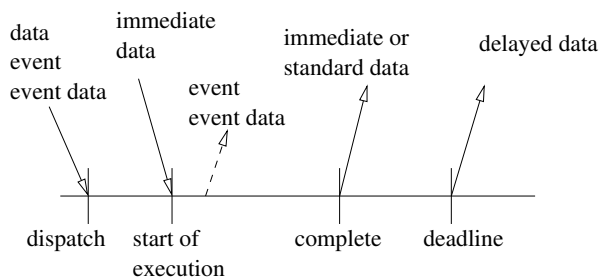 data
event
event data
immediate
data
event
event data
immediate or
standard data
delayed data
dispatch
start of
execution
complete
deadline